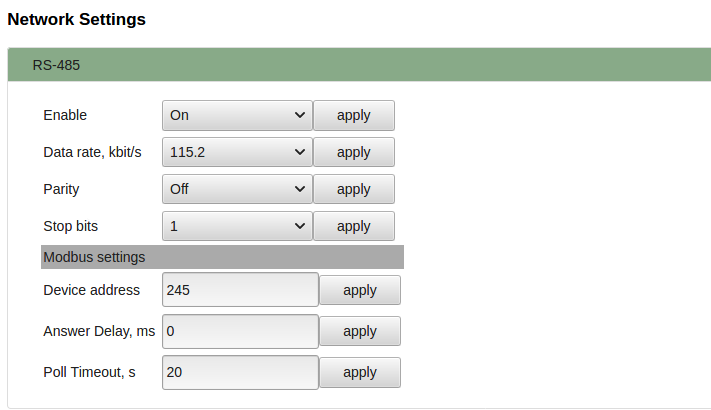 Network Settings
RS-485
Enable On apply
Data rate, kbit/s 115.2 apply
Parity Off apply
Stop bits 1 apply
Modbus settings
Device address 245 apply
Answer Delay, ms 0 apply
Poll Timeout, s 20 apply